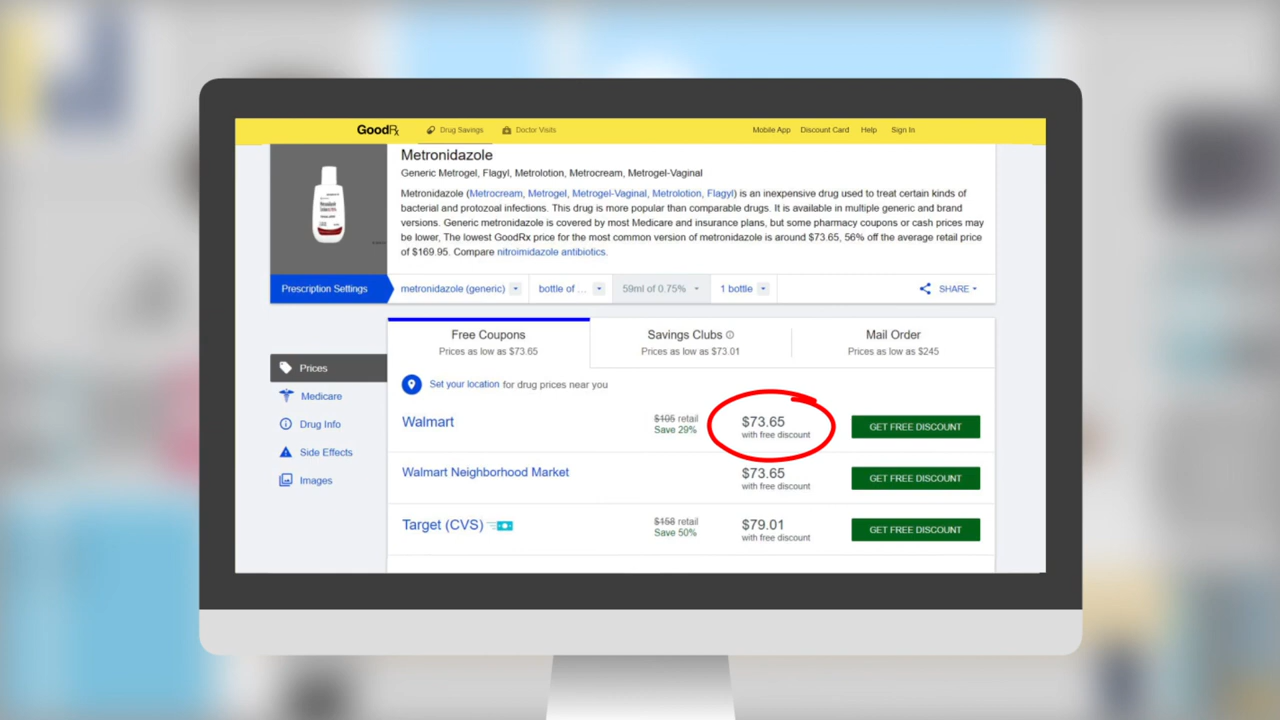 GoodRx Drug Savings Doctor Visits Mobile App Discount Card Help Sign In
Metronidazole
Generic Metrogel, Flagyl, Metrolotion, Metrocream, Metrogel-Vaginal
Metronidazole (Metrocream, Metrogel, Metrogel-Vaginal, Metrolotion, Flagyl) is an inexpensive drug used to treat certain kinds of
bacterial and protozoal infections. This drug is more popular than comparable drugs. It is available in multiple generic and brand
versions. Generic metronidazole is covered by most Medicare and insurance plans, but some pharmacy coupons or cash prices may
be lower, The lowest GoodRx price for the most common version of metronidazole is around $73.65, 56% off the average retail price
of $169.95. Compare nitroimidazole antibiotics.
Prescription Settings metronidazole (generic) bottle of ... 59ml of 0.75% 1 bottle SHARE
Free Coupons Savings Clubs Mail Order
Prices as low as $73.65 Prices as low as $73.01 Prices as low as $245
Prices
Medicare
Drug Info
Side Effects
Images
Set your location for drug prices near you
Walmart $105 retail $73.65 GET FREE DISCOUNT
Save 29% with free discount
Walmart Neighborhood Market $73.65 GET FREE DISCOUNT
with free discount
Target (CVS) $158 retail $79.01 GET FREE DISCOUNT
Save 50% with free discount